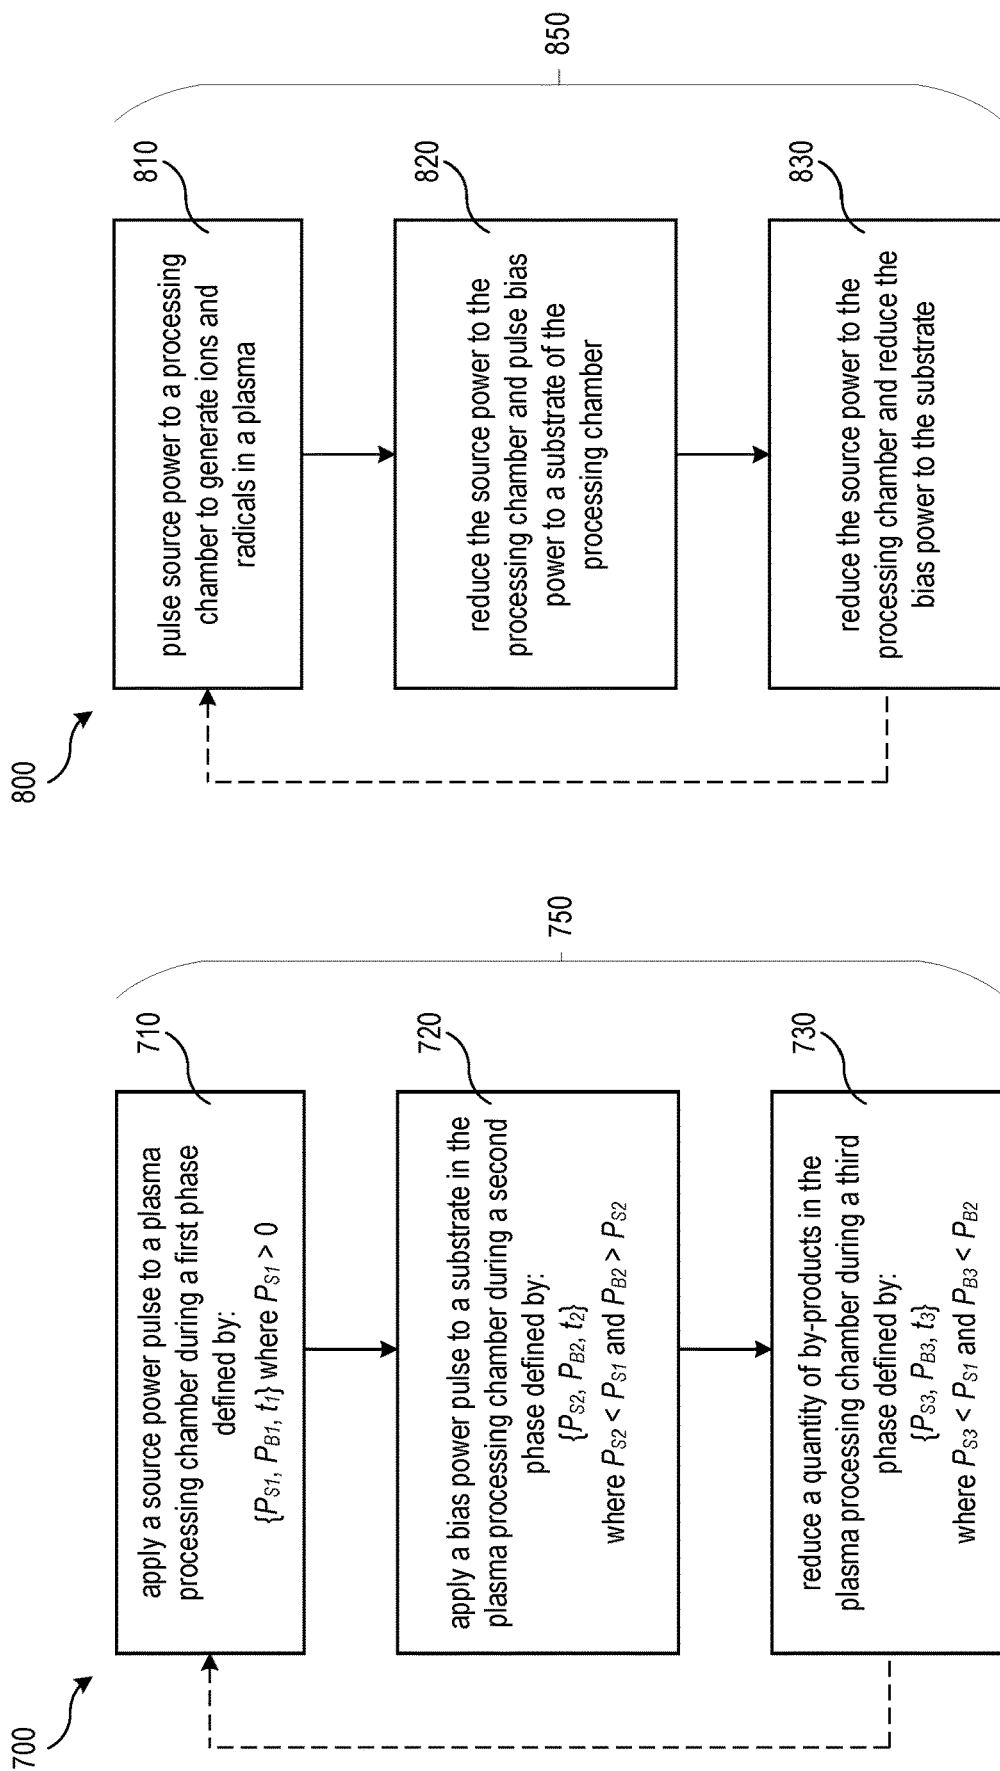 700
710
apply a source power pulse to a plasma
processing chamber during a first phase
defined by:
{P_S1, P_B1, t_1} where P_S1 > 0
720
apply a bias power pulse to a substrate in the
plasma processing chamber during a second
phase defined by:
{P_S2, P_B2, t_2}
where P_S2 < P_S1 and P_B2 > P_S2
730
reduce a quantity of by-products in the
plasma processing chamber during a third
phase defined by:
{P_S3, P_B3, t_3}
where P_S3 < P_S1 and P_B3 < P_B2
750
800
810
pulse source power to a processing
chamber to generate ions and
radicals in a plasma
820
reduce the source power to the
processing chamber and pulse bias
power to a substrate of the
processing chamber
830
reduce the source power to the
processing chamber and reduce the
bias power to the substrate
850